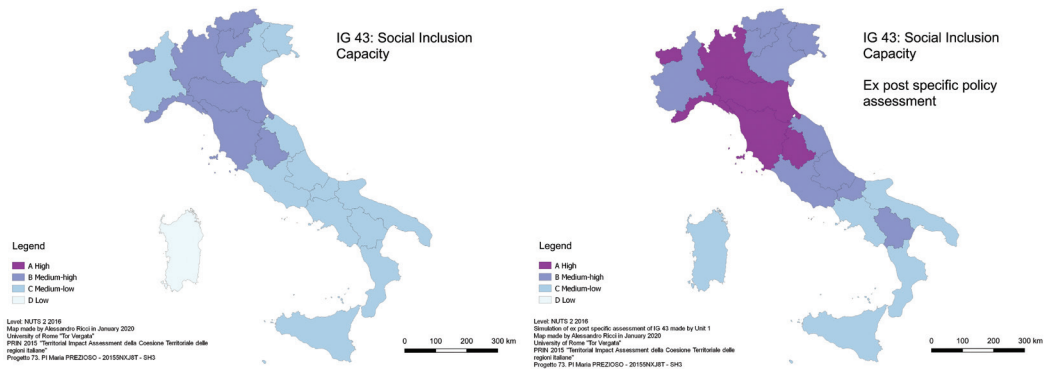 IG 43: Social Inclusion
Capacity
Legend
A High
B Medium-high
C Medium-low
D Low
Level: NUTS 2 2016
Map made by Alessandro Ricci in January 2020
University of Rome "Tor Vergata"
PRIN 2015 "Territorial Impact Assessment della Coesione Territoriale delle
regioni italiane"
Progetto 73. PI Maria PREZIOSO - 20155NXJ8T - SH3
0 100 200 300 km
IG 43: Social Inclusion
Capacity
Ex post specific policy
assessment
Legend
A High
B Medium-high
C Medium-low
Level: NUTS 2 2016
Simulation of ex post specific assessment of IG 43 made by Unit 1
Map made by Alessandro Ricci in January 2020
University of Rome "Tor Vergata"
PRIN 2015 "Territorial Impact Assessment della Coesione Territoriale delle
regioni italiane"
Progetto 73. PI Maria PREZIOSO - 20155NXJ8T - SH3
0 100 200 300 km